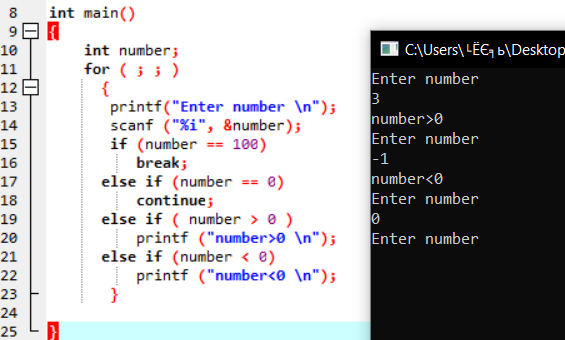 8 int main()
9 {
10 int number;
11 for ( ; ; )
12 {
13 printf("Enter number \n");
14 scanf ("%i", &number);
15 if (number == 100)
16 break;
17 else if (number == 0)
18 continue;
19 else if ( number > 0 )
20 printf ("number>0 \n");
21 else if (number < 0)
22 printf ("number<0 \n");
23 }
24
25 }
C:\Users\└ËЄ╕ь\Desktop
Enter number
3
number>0
Enter number
-1
number<0
Enter number
0
Enter number